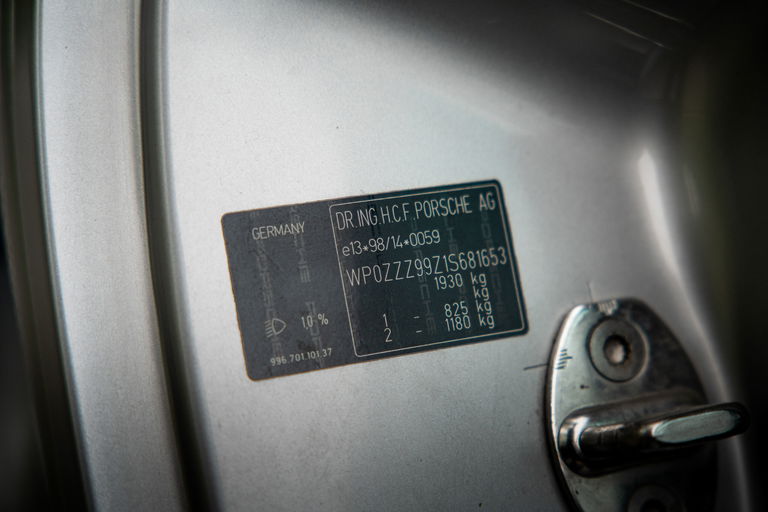 GERMANY
1,0 %
996.701.101.37
DR.ING.H.C.F.PORSCHE AG
e13*98/14*0059
WP0ZZZ99Z1S681653
1930 kg
kg
1 - 825 kg
2 - 1180 kg